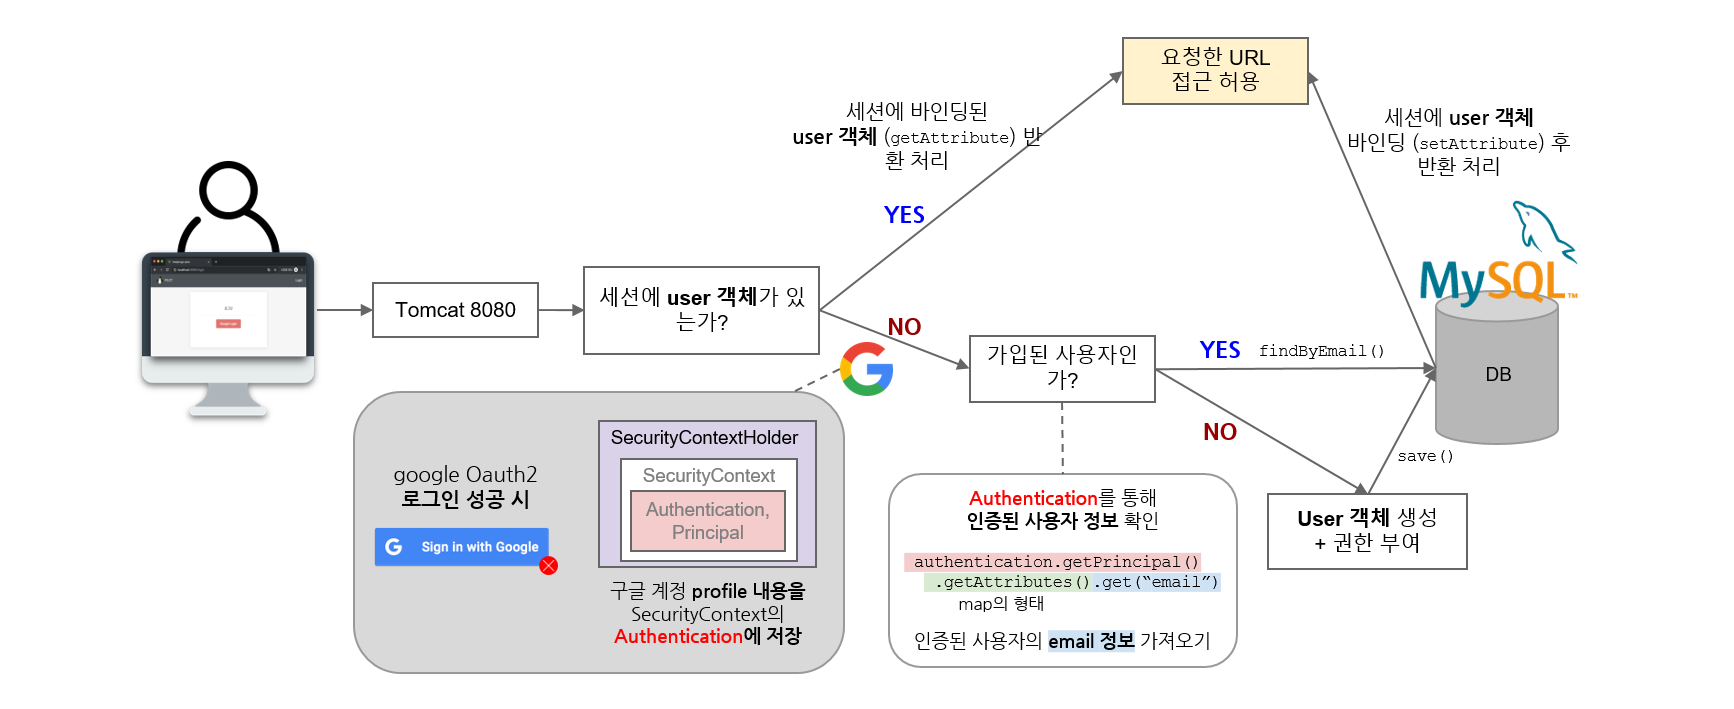 요청한 URL
접근 허용
세션에 바인딩된
user 객체 (getAttribute) 반
환 처리
세션에 user 객체
바인딩 (setAttribute) 후
반환 처리
YES
MySQL™
Tomcat 8080
세션에 user 객체가 있
는가?
NO
가입된 사용자인
가?
YES findByEmail()
DB
NO
save()
User 객체 생성
+ 권한 부여
google Oauth2
로그인 성공 시
Sign in with Google
SecurityContextHolder
SecurityContext
Authentication,
Principal
구글 계정 profile 내용을
SecurityContext의
Authentication에 저장
Authentication를 통해
인증된 사용자 정보 확인
authentication.getPrincipal()
.getAttributes().get(“email”)
map의 형태
인증된 사용자의 email 정보 가져오기